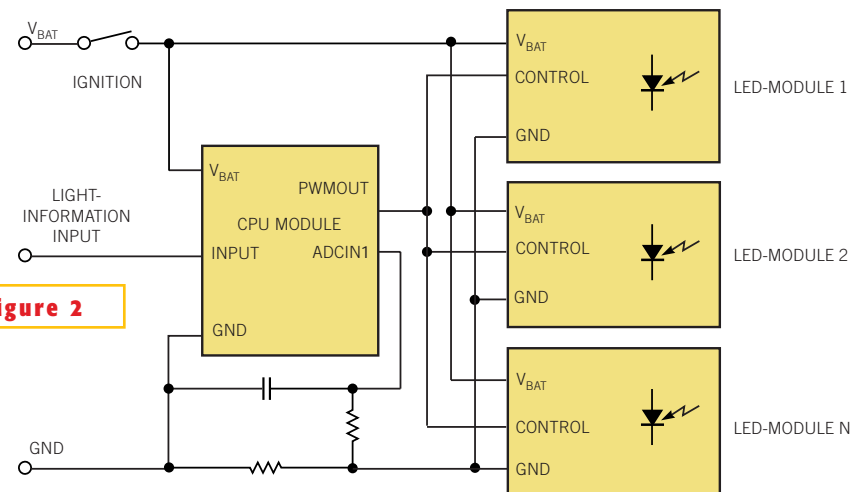 VBAT
IGNITION
LIGHT-
INFORMATION
INPUT
igure 2
GND
VBAT
PWMOUT
CPU MODULE
INPUT
ADCIN1
GND
VBAT
CONTROL
GND
LED-MODULE 1
VBAT
CONTROL
GND
LED-MODULE 2
VBAT
CONTROL
GND
LED-MODULE N